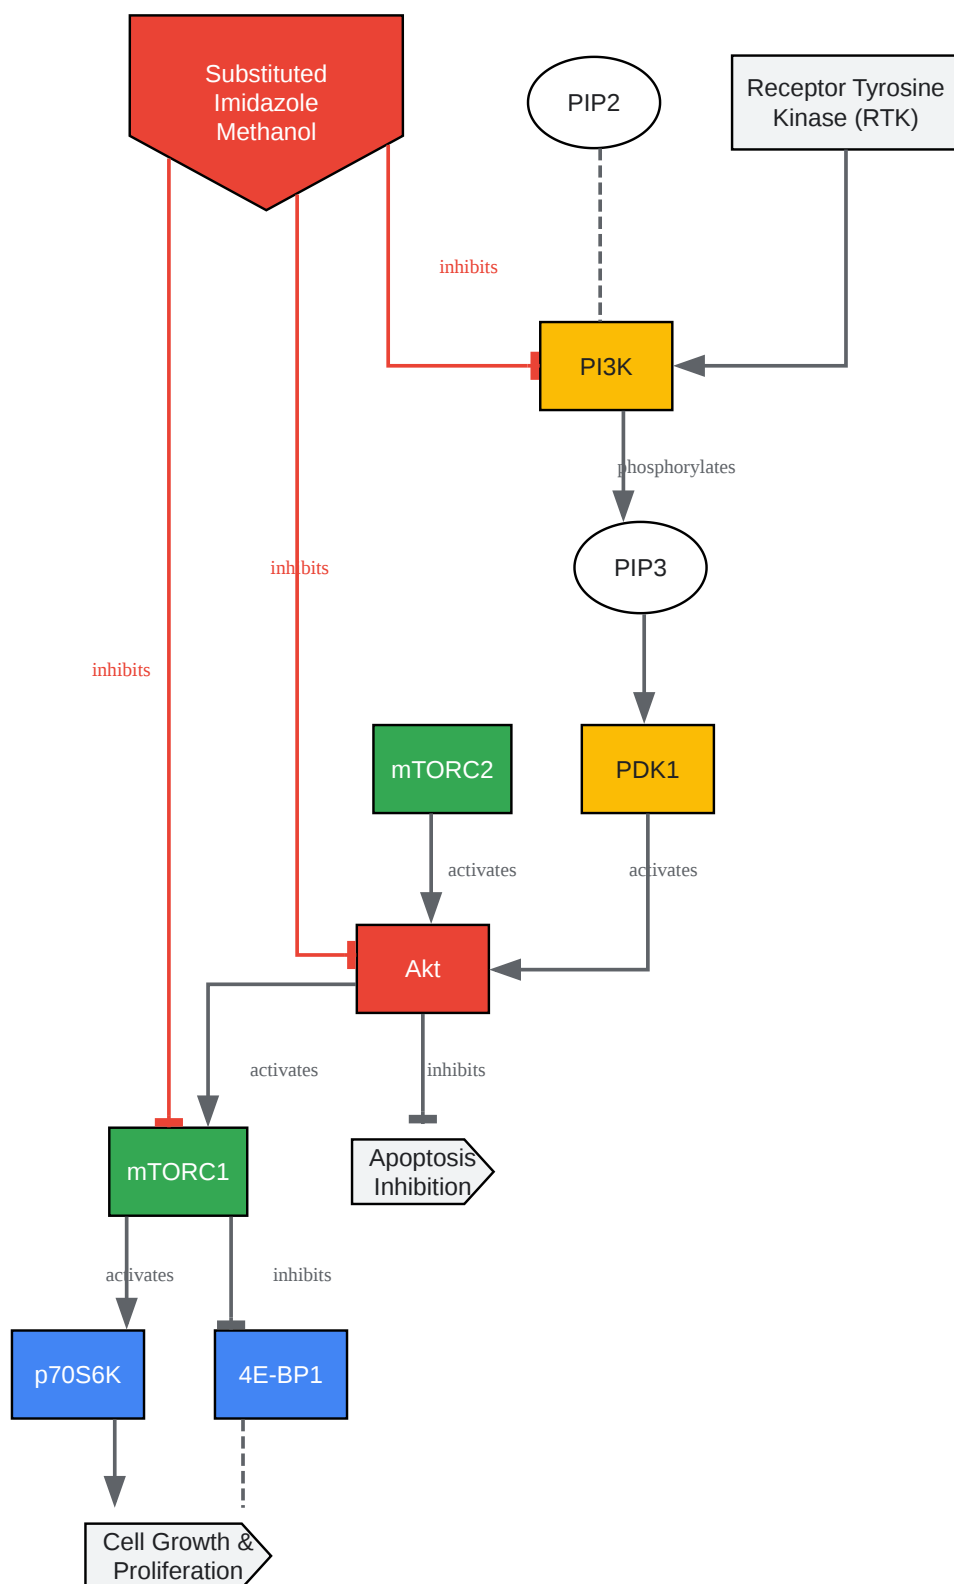 Substituted
Imidazole
Methanol
PIP2
Receptor Tyrosine
Kinase (RTK)
inhibits
PI3K
phosphorylates
inhibits
PIP3
inhibits
mTORC2
PDK1
activates
activates
Akt
activates
inhibits
mTORC1
Apoptosis
Inhibition
activates
inhibits
p70S6K
4E-BP1
Cell Growth &
Proliferation